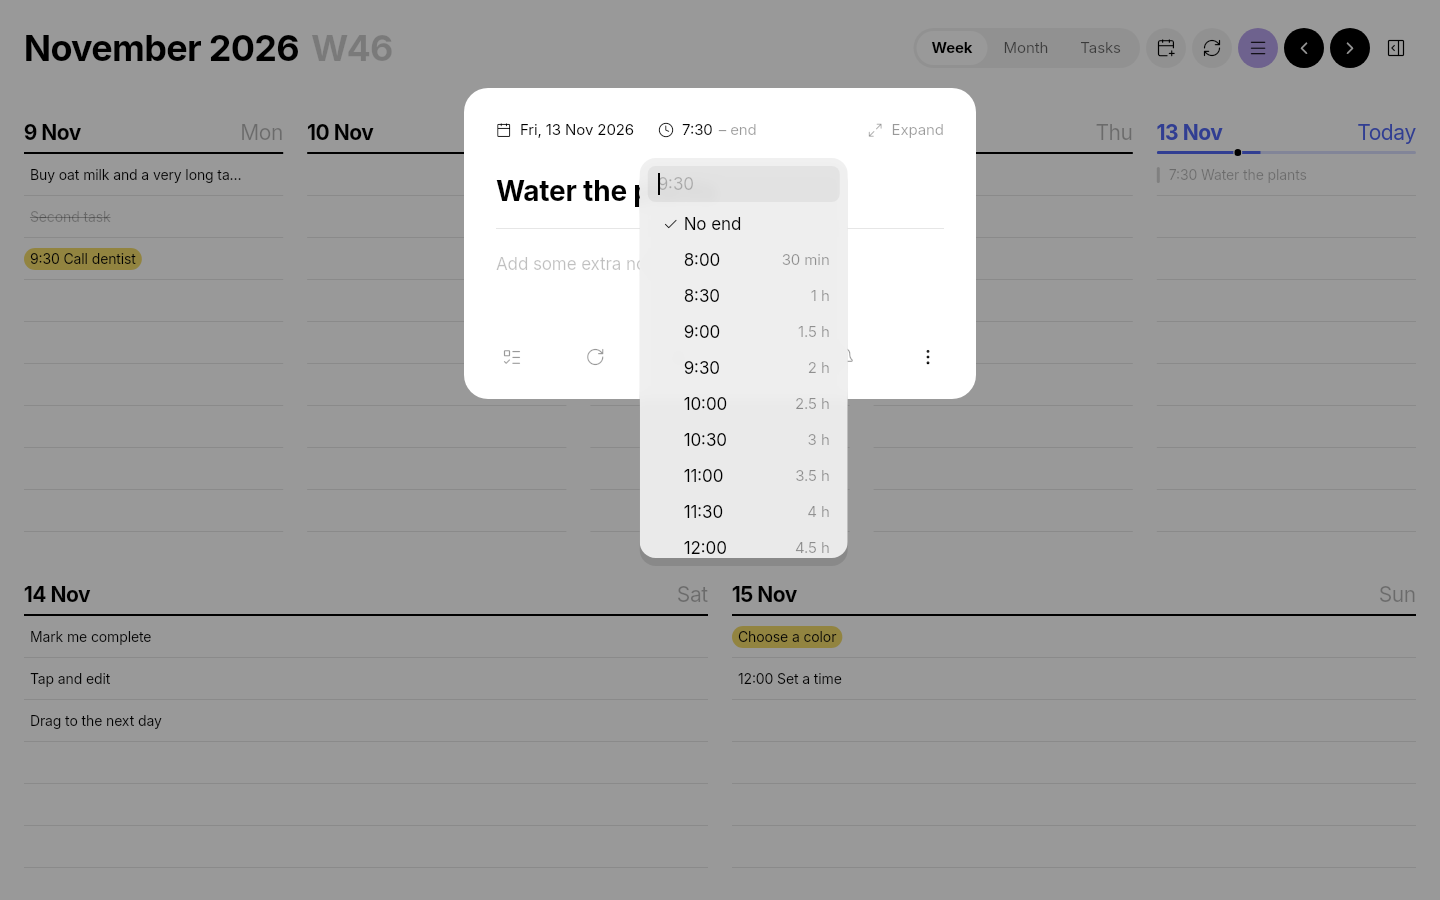 November 2026 W46
Week Month Tasks
9 Nov Mon
Buy oat milk and a very long ta...
Second task
9:30 Call dentist
10 Nov
Thu
13 Nov Today
7:30 Water the plants
Fri, 13 Nov 2026 7:30 – end Expand
Water the
Add some extra
9:30
No end
8:00 30 min
8:30 1 h
9:00 1.5 h
9:30 2 h
10:00 2.5 h
10:30 3 h
11:00 3.5 h
11:30 4 h
12:00 4.5 h
14 Nov Sat
Mark me complete
Tap and edit
Drag to the next day
15 Nov Sun
Choose a color
12:00 Set a time